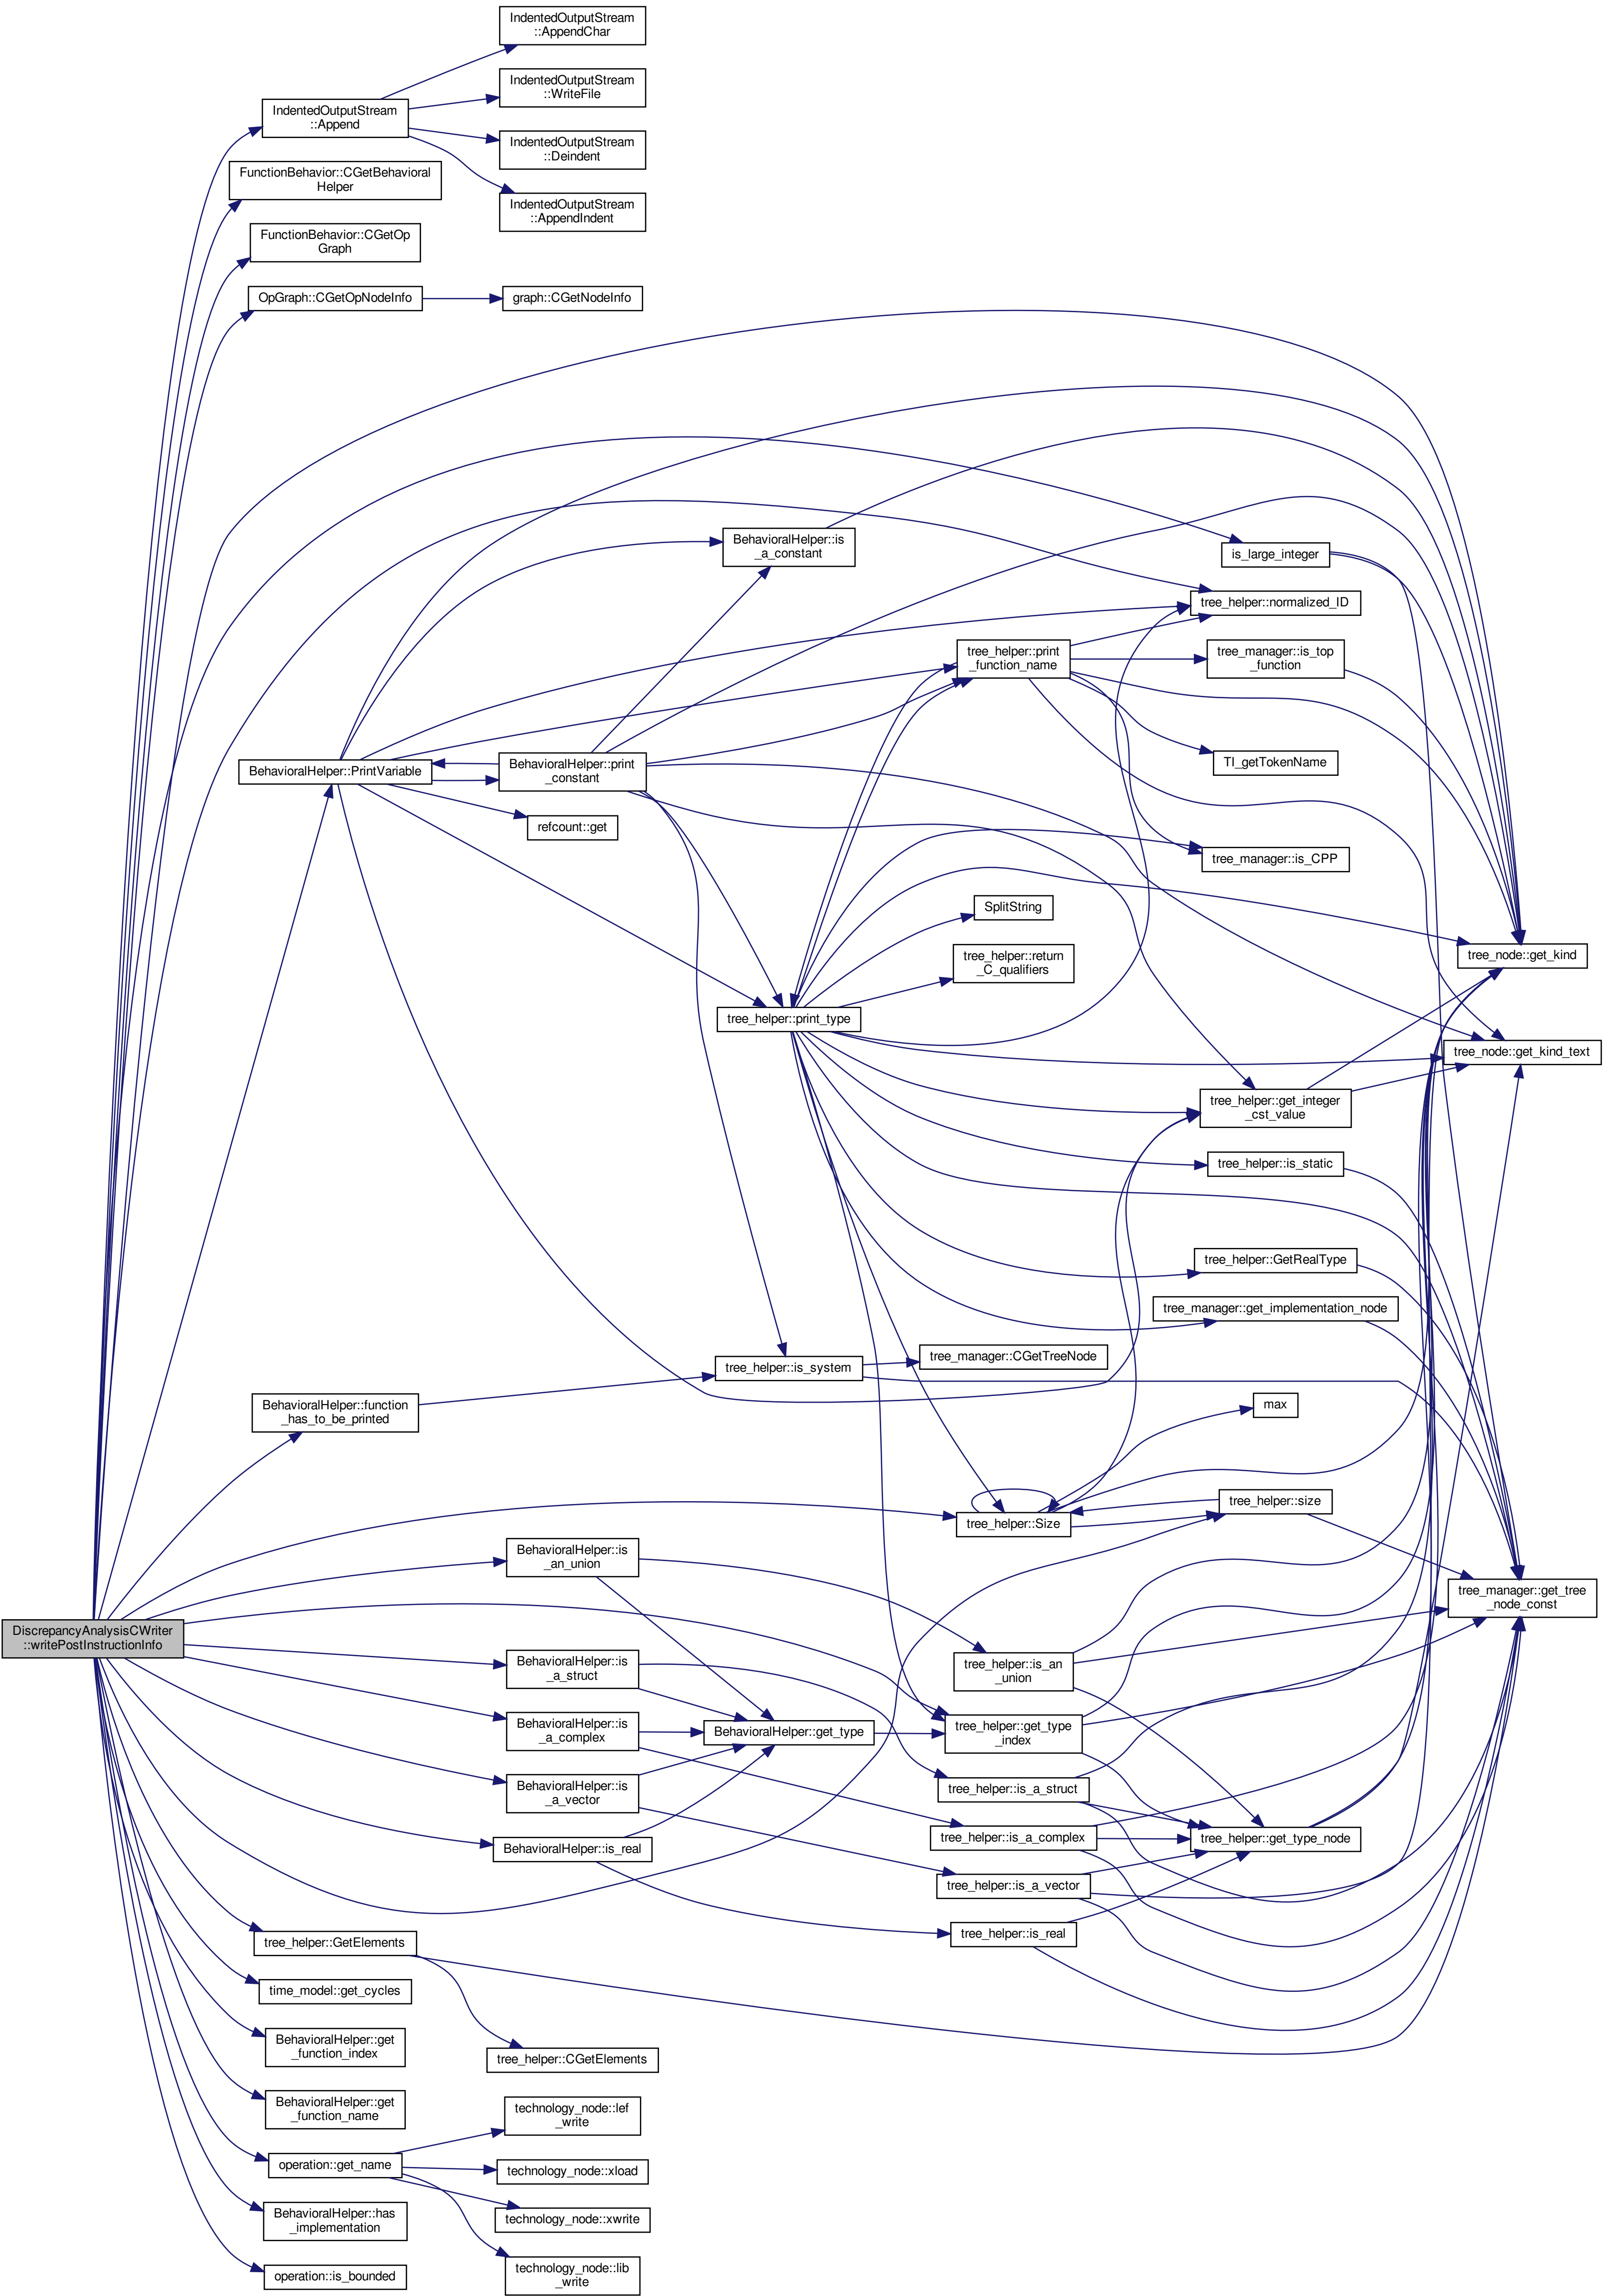 IndentedOutputStream
::AppendChar
IndentedOutputStream
::WriteFile
IndentedOutputStream
::Append
IndentedOutputStream
::Deindent
FunctionBehavior::CGetBehavioral
Helper
IndentedOutputStream
::AppendIndent
FunctionBehavior::CGetOp
Graph
OpGraph::CGetOpNodeInfo
graph::CGetNodeInfo
BehavioralHelper::is
_a_constant
is_large_integer
tree_helper::normalized_ID
tree_helper::print
_function_name
tree_manager::is_top
_function
BehavioralHelper::PrintVariable
BehavioralHelper::print
_constant
TI_getTokenName
refcount::get
tree_manager::is_CPP
SplitString
tree_helper::return
_C_qualifiers
tree_node::get_kind
tree_helper::print_type
tree_node::get_kind_text
tree_helper::get_integer
_cst_value
tree_helper::is_static
tree_helper::GetRealType
tree_manager::get_implementation_node
tree_helper::is_system
tree_manager::CGetTreeNode
BehavioralHelper::function
_has_to_be_printed
max
tree_helper::size
tree_helper::Size
BehavioralHelper::is
_an_union
tree_manager::get_tree
_node_const
DiscrepancyAnalysisCWriter
::writePostInstructionInfo
BehavioralHelper::is
_a_struct
tree_helper::is_an
_union
BehavioralHelper::is
_a_complex
BehavioralHelper::get_type
tree_helper::get_type
_index
BehavioralHelper::is
_a_vector
tree_helper::is_a_struct
BehavioralHelper::is_real
tree_helper::is_a_complex
tree_helper::get_type_node
tree_helper::is_a_vector
tree_helper::is_real
tree_helper::GetElements
time_model::get_cycles
BehavioralHelper::get
_function_index
tree_helper::CGetElements
BehavioralHelper::get
_function_name
technology_node::lef
_write
operation::get_name
technology_node::xload
BehavioralHelper::has
_implementation
technology_node::xwrite
operation::is_bounded
technology_node::lib
_write